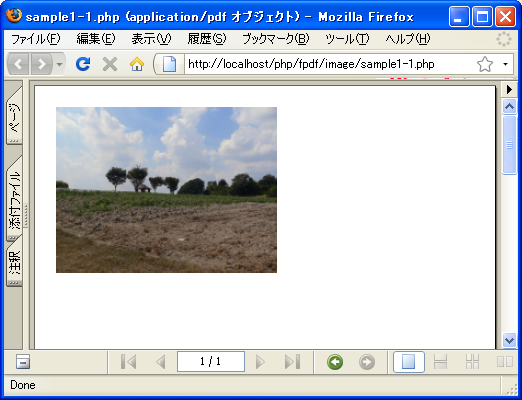 sample1-1.php (application/pdf オブジェクト) - Mozilla Firefox
ファイル(F) 編集(E) 表示(V) 履歴(S) ブックマーク(B) ツール(T) ヘルプ(H)
http://localhost/php/fpdf/image/sample1-1.php
ページ
添付ファイル
注釈
1 / 1
Done